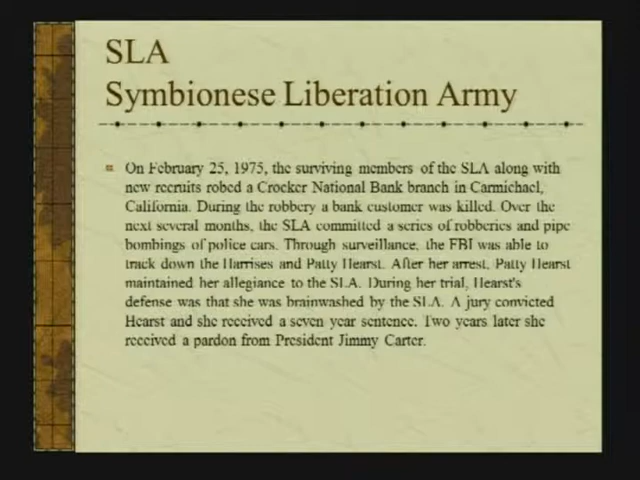 SLA
Symbionese Liberation Army
On February 25, 1975, the surviving members of the SLA along with
new recruits robed a Crocker National Bank branch in Carmichael,
California. During the robbery a bank customer was killed. Over the
next several months, the SLA committed a series of robberies and pipe
bombings of police cars. Through surveillance, the FBI was able to
track down the Harrises and Patty Hearst. After her arrest, Patty Hearst
maintained her allegiance to the SLA. During her trial, Hearst's
defense was that she was brainwashed by the SLA. A jury convicted
Hearst and she received a seven year sentence. Two years later she
received a pardon from President Jimmy Carter.